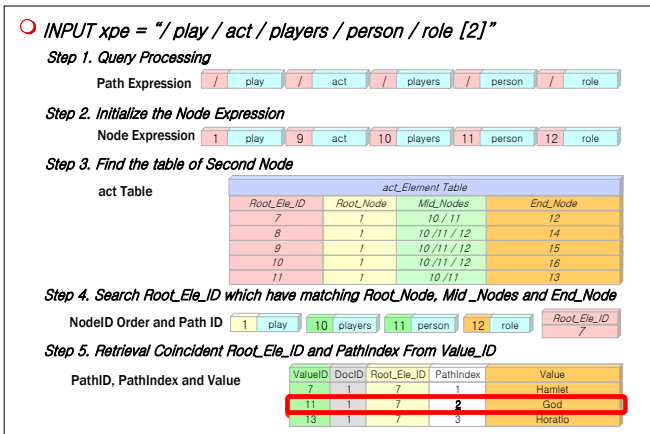 INPUT xpe = "/ play / act / players / person / role [2]"
Step 1. Query Processing
Path Expression / play / act / players / person / role
Step 2. Initialize the Node Expression
Node Expression 1 play 9 act 10 players 11 person 12 role
Step 3. Find the table of Second Node
act Table
act_Element Table
Root_Ele_ID Root_Node Mid_Nodes End_Node
7 1 10 / 11 12
8 1 10 /11 / 12 14
9 1 10 /11 / 12 15
10 1 10 /11 / 12 16
11 1 10 /11 13
Step 4. Search Root_Ele_ID which have matching Root_Node, Mid _Nodes and End_Node
NodeID Order and Path ID 1 play 10 players 11 person 12 role Root_Ele_ID
7
Step 5. Retrieval Coincident Root_Ele_ID and PathIndex From Value_ID
PathID, PathIndex and Value
ValueID DocID Root_Ele_ID PathIndex Value
7 1 7 1 Hamlet
11 1 7 2 God
13 1 7 3 Horatio